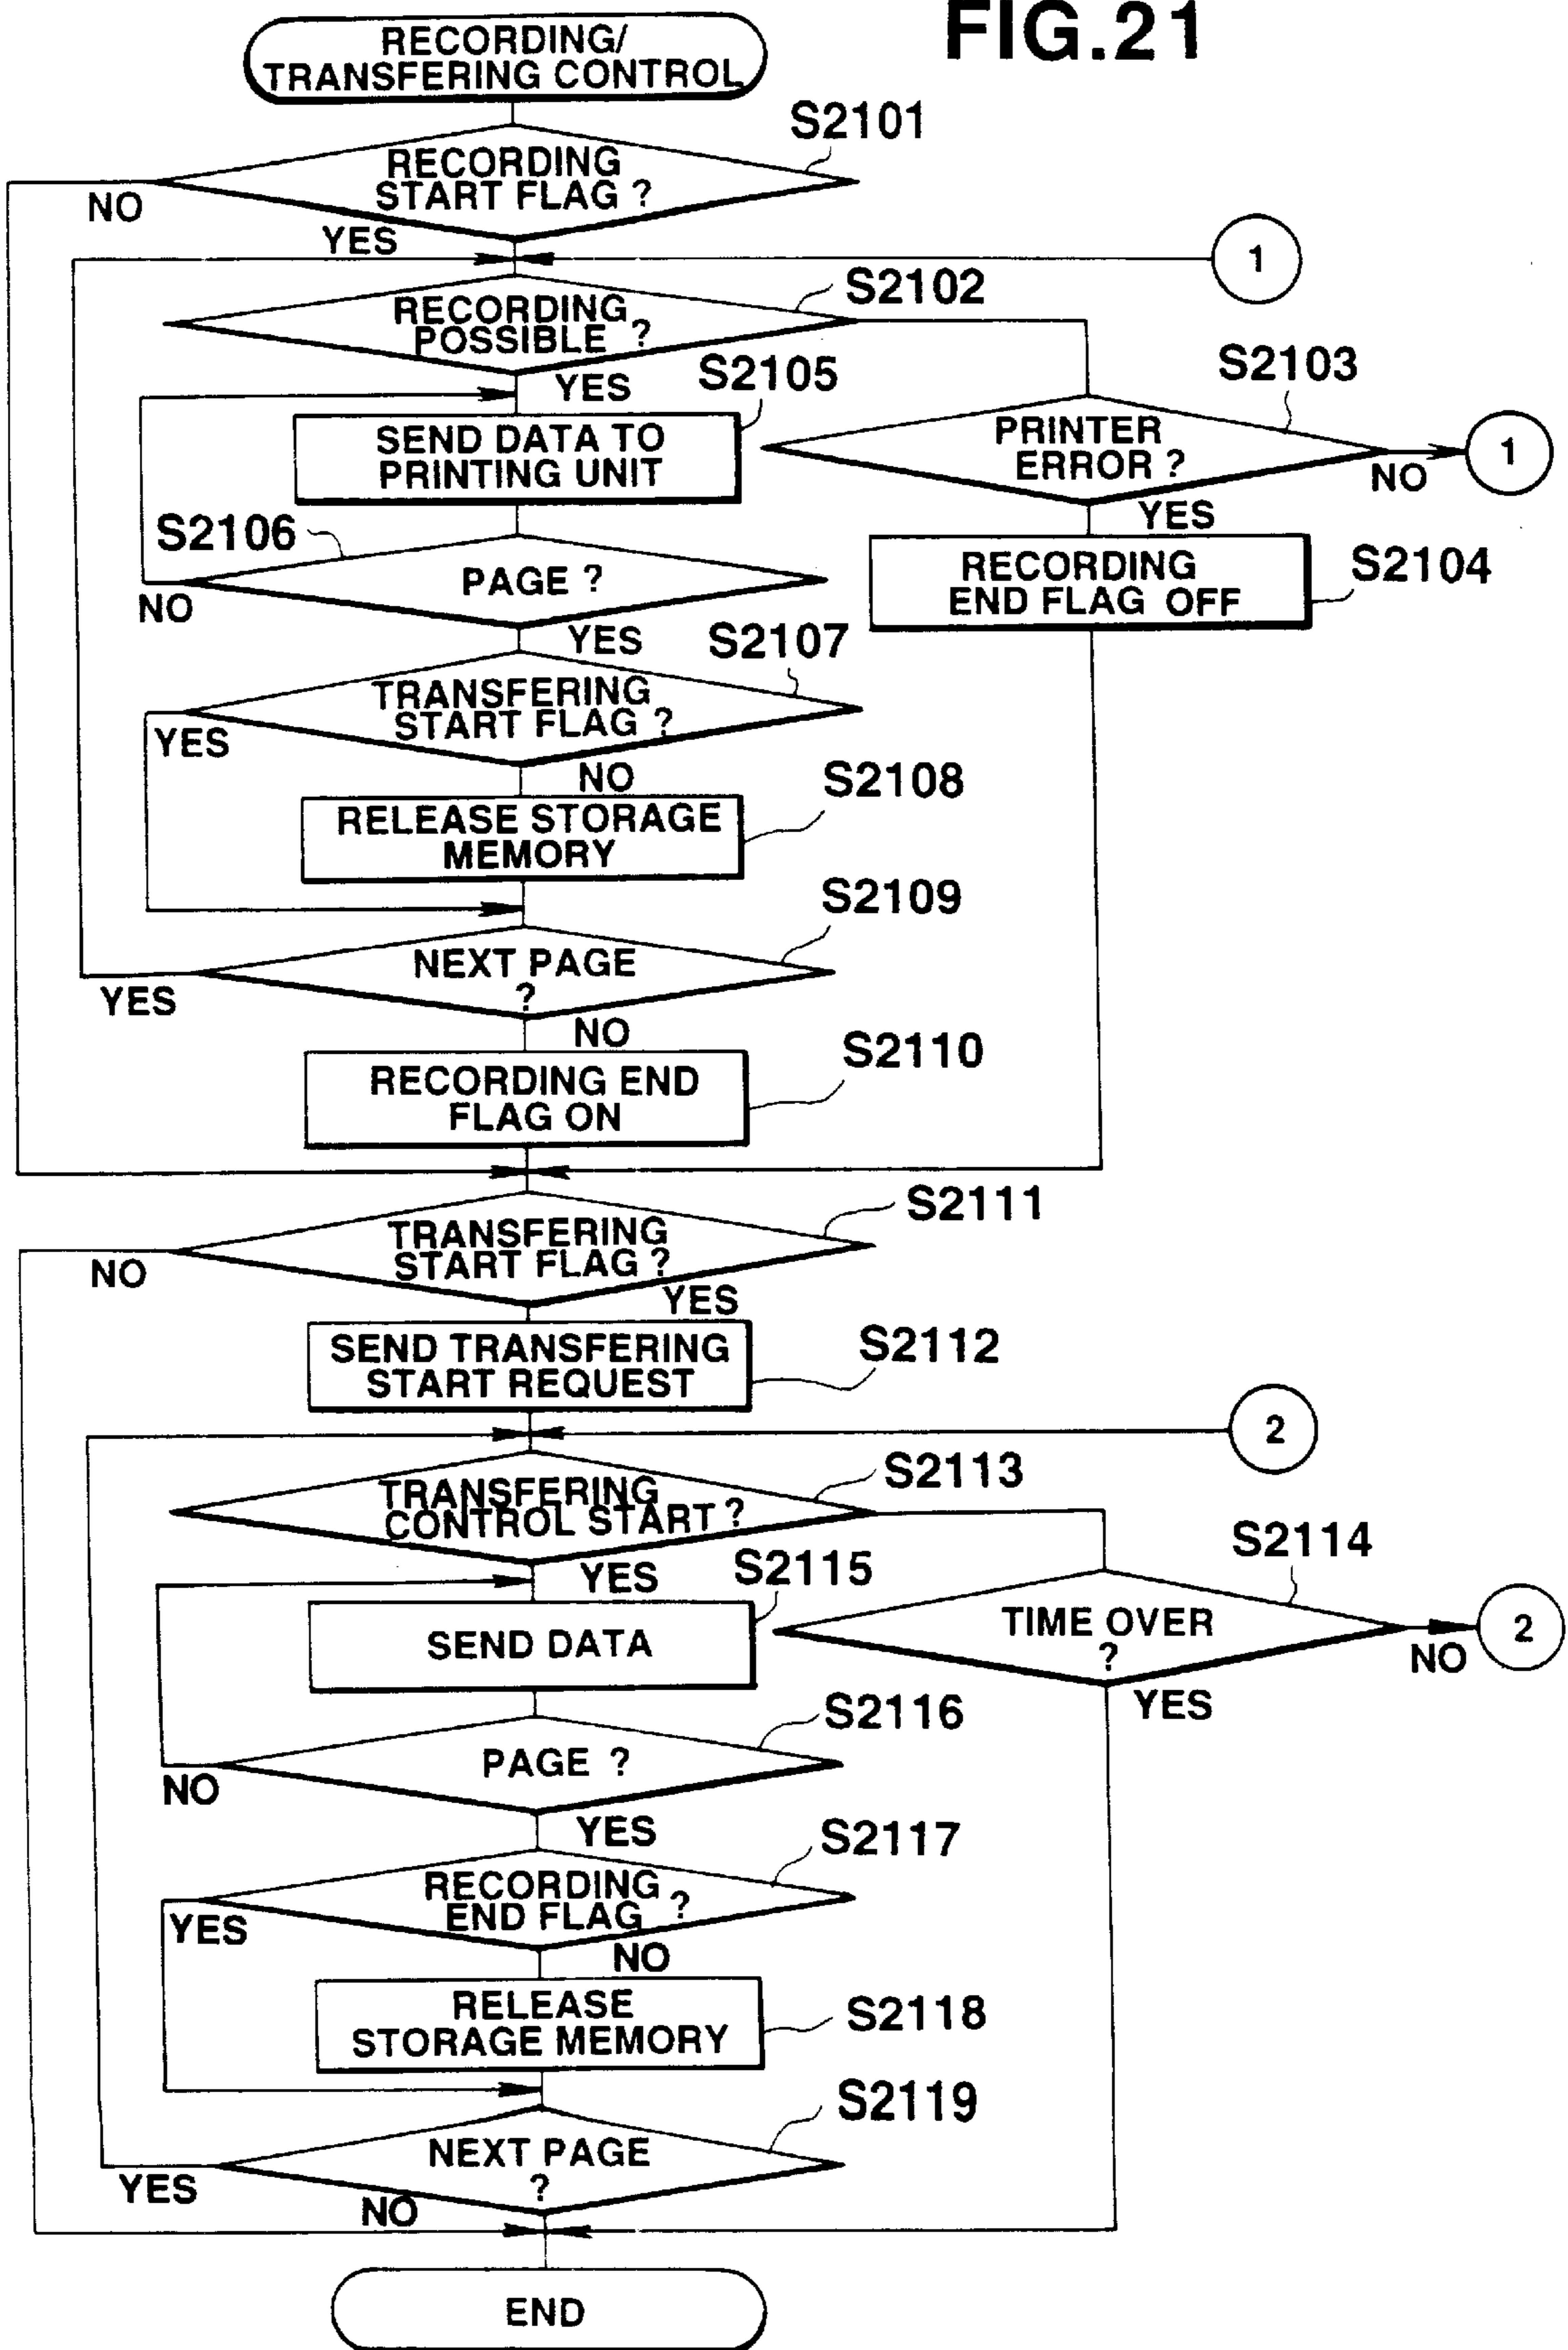 FIG.21
RECORDING/
TRANSFERING CONTROL
S2101
RECORDING
START FLAG ?
NO
YES
1
S2102
RECORDING
POSSIBLE ?
YES
S2103
PRINTER
ERROR ?
NO
1
YES
S2105
SEND DATA TO
PRINTING UNIT
S2104
RECORDING
END FLAG OFF
S2106
PAGE ?
NO
YES
S2107
TRANSFERING
START FLAG ?
YES
NO
S2108
RELEASE STORAGE
MEMORY
S2109
NEXT PAGE
?
YES
NO
S2110
RECORDING END
FLAG ON
S2111
TRANSFERING
START FLAG ?
NO
YES
S2112
SEND TRANSFERING
START REQUEST
2
S2113
TRANSFERING
CONTROL START ?
YES
S2114
TIME OVER
?
NO
2
YES
S2115
SEND DATA
S2116
PAGE ?
NO
YES
S2117
RECORDING
END FLAG ?
YES
NO
S2118
RELEASE
STORAGE MEMORY
S2119
NEXT PAGE
?
YES
NO
END